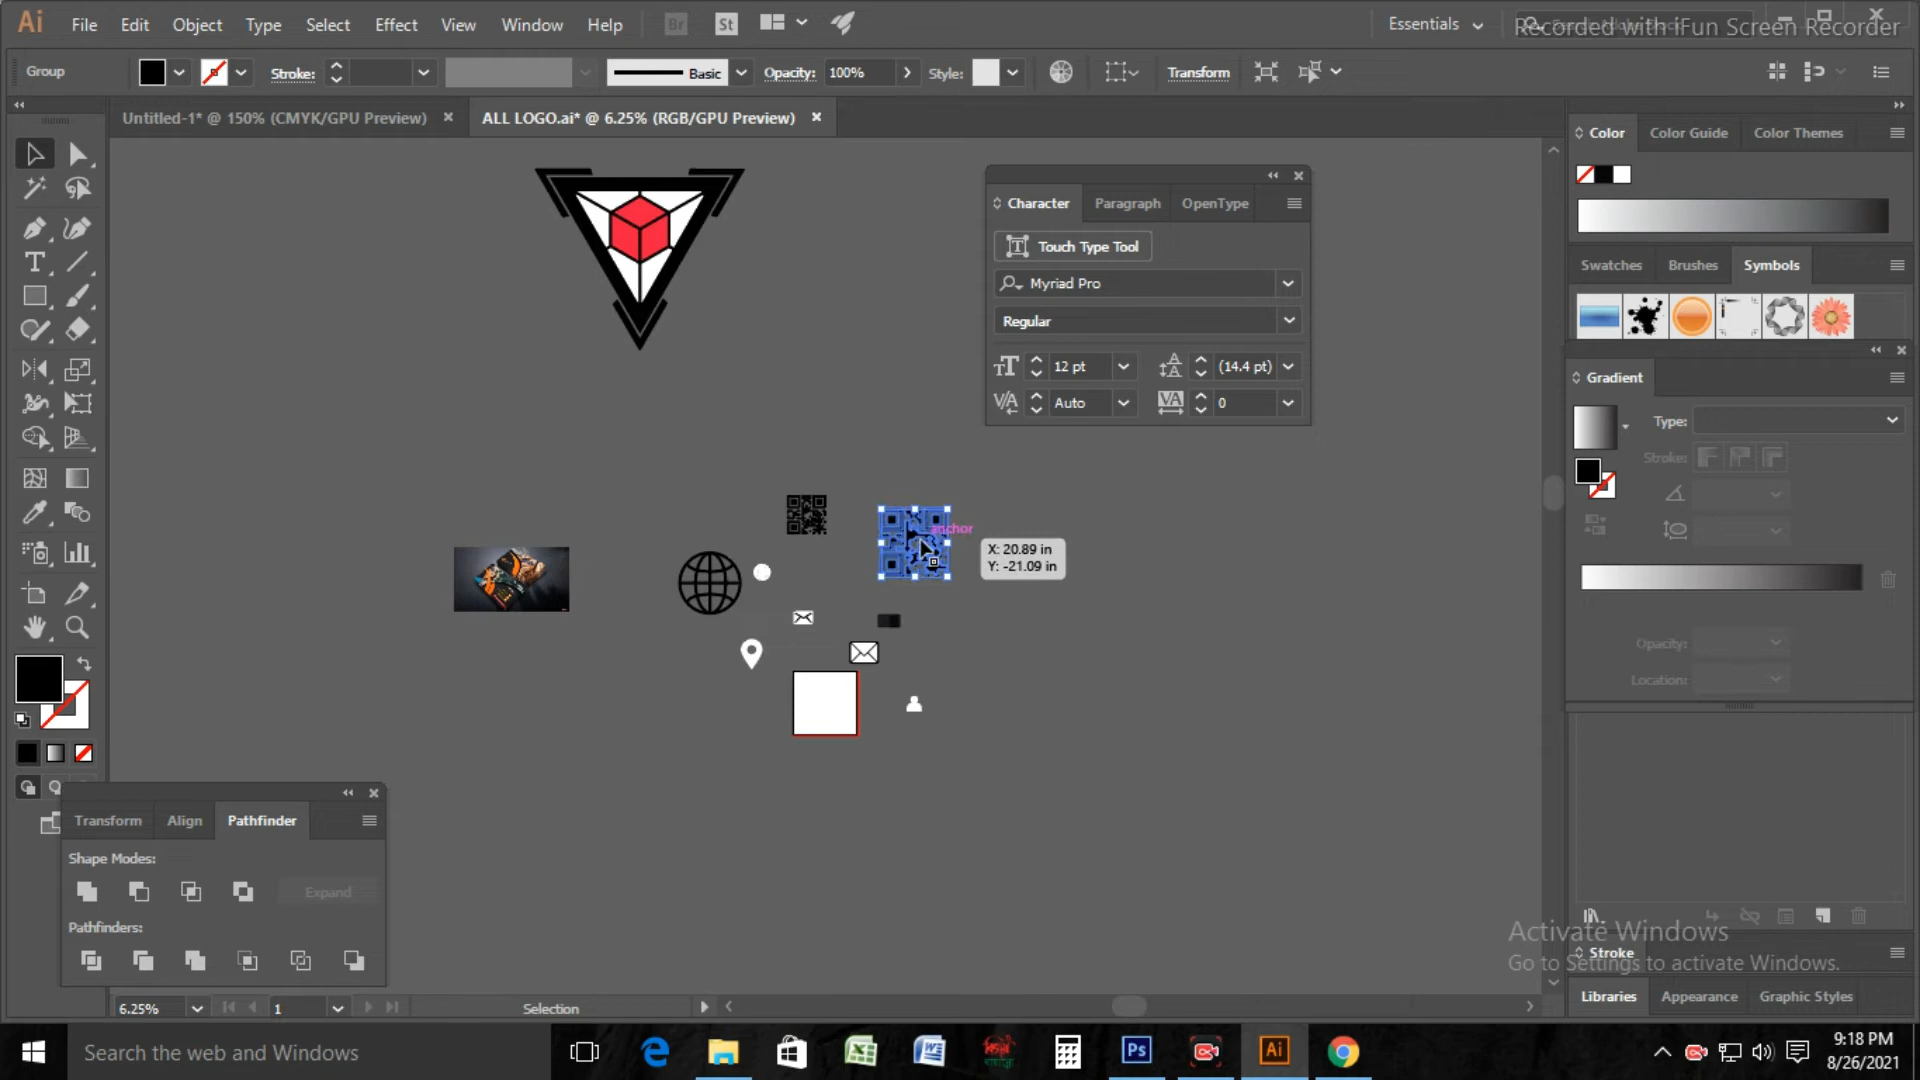 Ai File Edit Object Type Select Effect View Window Help Br St Essentials
Recorded with iFun Screen Recorder
Group Stroke: Basic Opacity: 100% Style: Transform
Untitled-1* @ 150% (CMYK/GPU Preview) × ALL LOGO.ai* @ 6.25% (RGB/GPU Preview) ×
Color Color Guide Color Themes
Character Paragraph OpenType
Touch Type Tool
Myriad Pro
Regular
12 pt (14.4 pt)
Auto 0
Swatches Brushes Symbols
Gradient
Type:
Stroke:
Opacity:
Location:
anchor
X: 20.89 in
Y: -21.09 in
Transform Align Pathfinder
Shape Modes:
Expand
Pathfinders:
Activate Windows
Go to Settings to activate Windows.
Stroke
Libraries Appearance Graphic Styles
6.25% 1 Selection
Search the web and Windows
Ps Ai
9:18 PM
8/26/2021